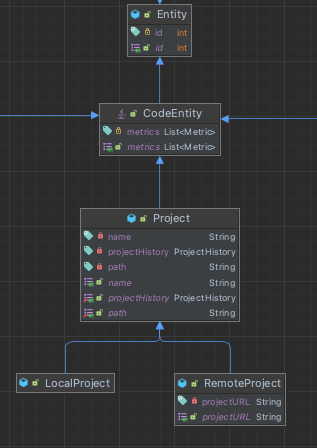 Entity
id int
id int
CodeEntity
metrics List<Metric>
metrics List<Metric>
Project
name String
projectHistory ProjectHistory
path String
name String
projectHistory ProjectHistory
path String
LocalProject
RemoteProject
projectURL String
projectURL String